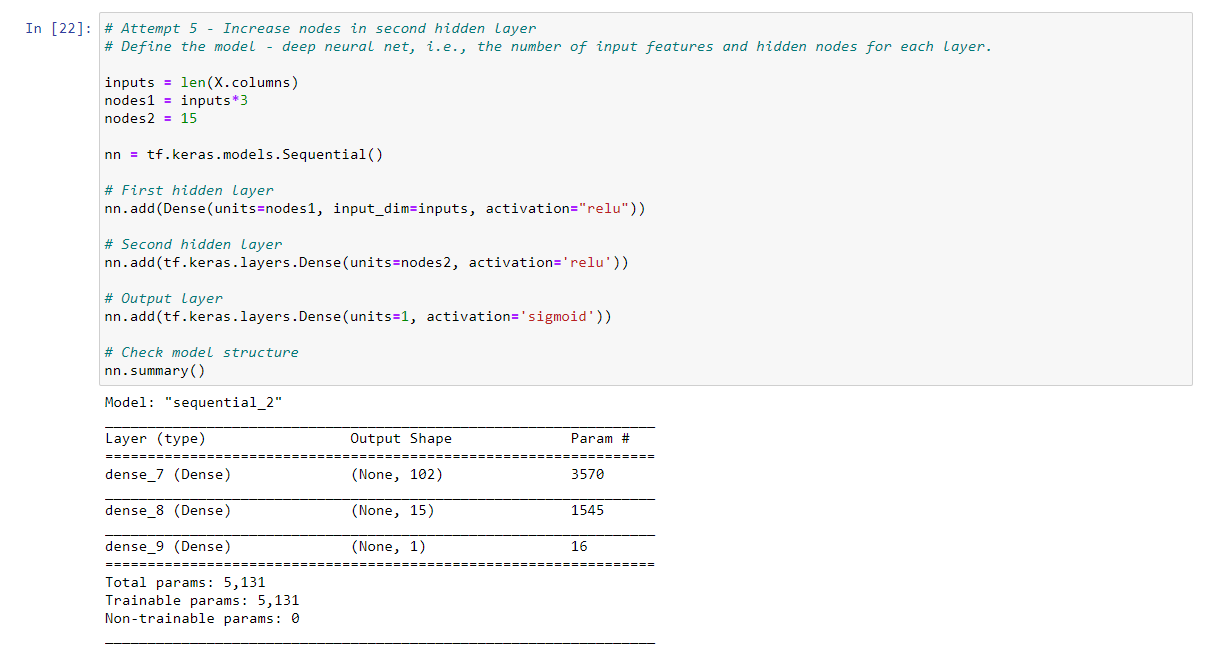 In [22]: # Attempt 5 - Increase nodes in second hidden layer
# Define the model - deep neural net, i.e., the number of input features and hidden nodes for each layer.
inputs = len(X.columns)
nodes1 = inputs*3
nodes2 = 15
nn = tf.keras.models.Sequential()
# First hidden layer
nn.add(Dense(units=nodes1, input_dim=inputs, activation="relu"))
# Second hidden layer
nn.add(tf.keras.layers.Dense(units=nodes2, activation='relu'))
# Output layer
nn.add(tf.keras.layers.Dense(units=1, activation='sigmoid'))
# Check model structure
nn.summary()
Model: "sequential_2"
_________________________________________________________________
Layer (type) Output Shape Param #
=================================================================
dense_7 (Dense) (None, 102) 3570
_________________________________________________________________
dense_8 (Dense) (None, 15) 1545
_________________________________________________________________
dense_9 (Dense) (None, 1) 16
=================================================================
Total params: 5,131
Trainable params: 5,131
Non-trainable params: 0
_________________________________________________________________